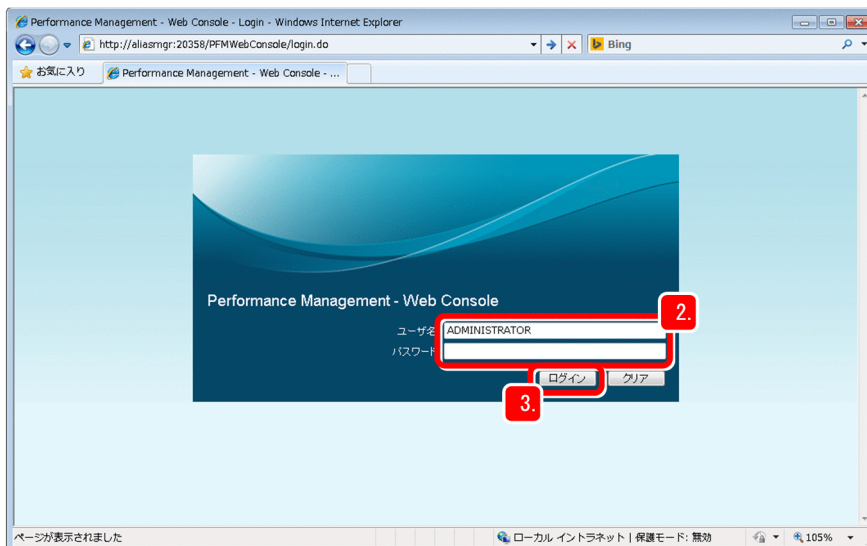 Performance Management - Web Console - Login - Windows Internet Explorer
http://aliasmgr:20358/PFMWebConsole/login.do
Bing
お気に入り
Performance Management - Web Console - ...
Performance Management - Web Console
ユーザ名
ADMINISTRATOR
2.
パスワード
ログイン
クリア
3.
ページが表示されました
ローカル イントラネット | 保護モード: 無効
105%